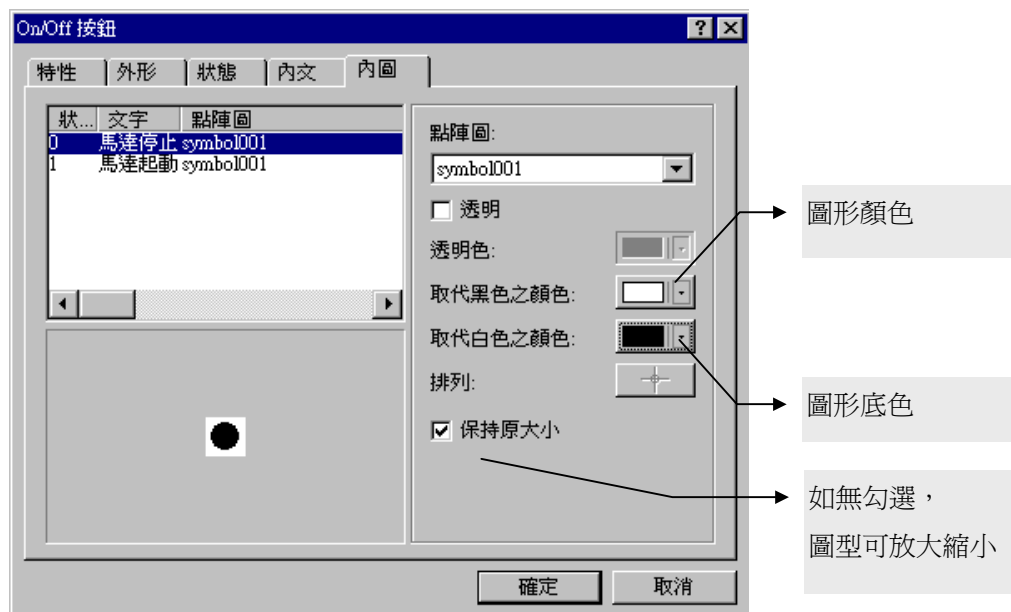 On/Off 按鈕
特性 外形 狀態 內文 內圖
狀... 文字 點陣圖
0 馬達停止 symbol001
1 馬達起動 symbol001
點陣圖:
symbol001
透明
透明色:
取代黑色之顏色:
取代白色之顏色:
排列:
保持原大小
確定 取消
圖形顏色
圖形底色
如無勾選，
圖型可放大縮小